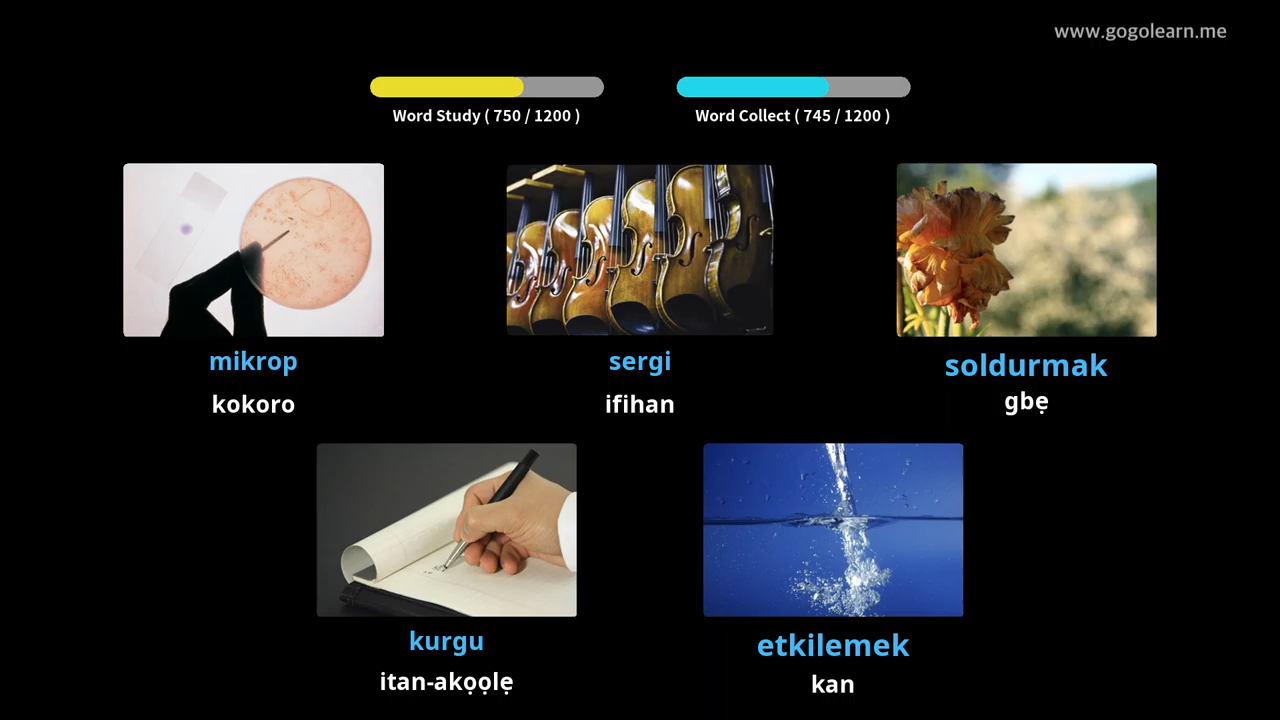 www.gogolearn.me
Word Study ( 750 / 1200 )
Word Collect ( 745 / 1200 )
mikrop
kokoro
sergi
ifihan
soldurmak
gbẹ
kurgu
itan-akọọlẹ
etkilemek
kan